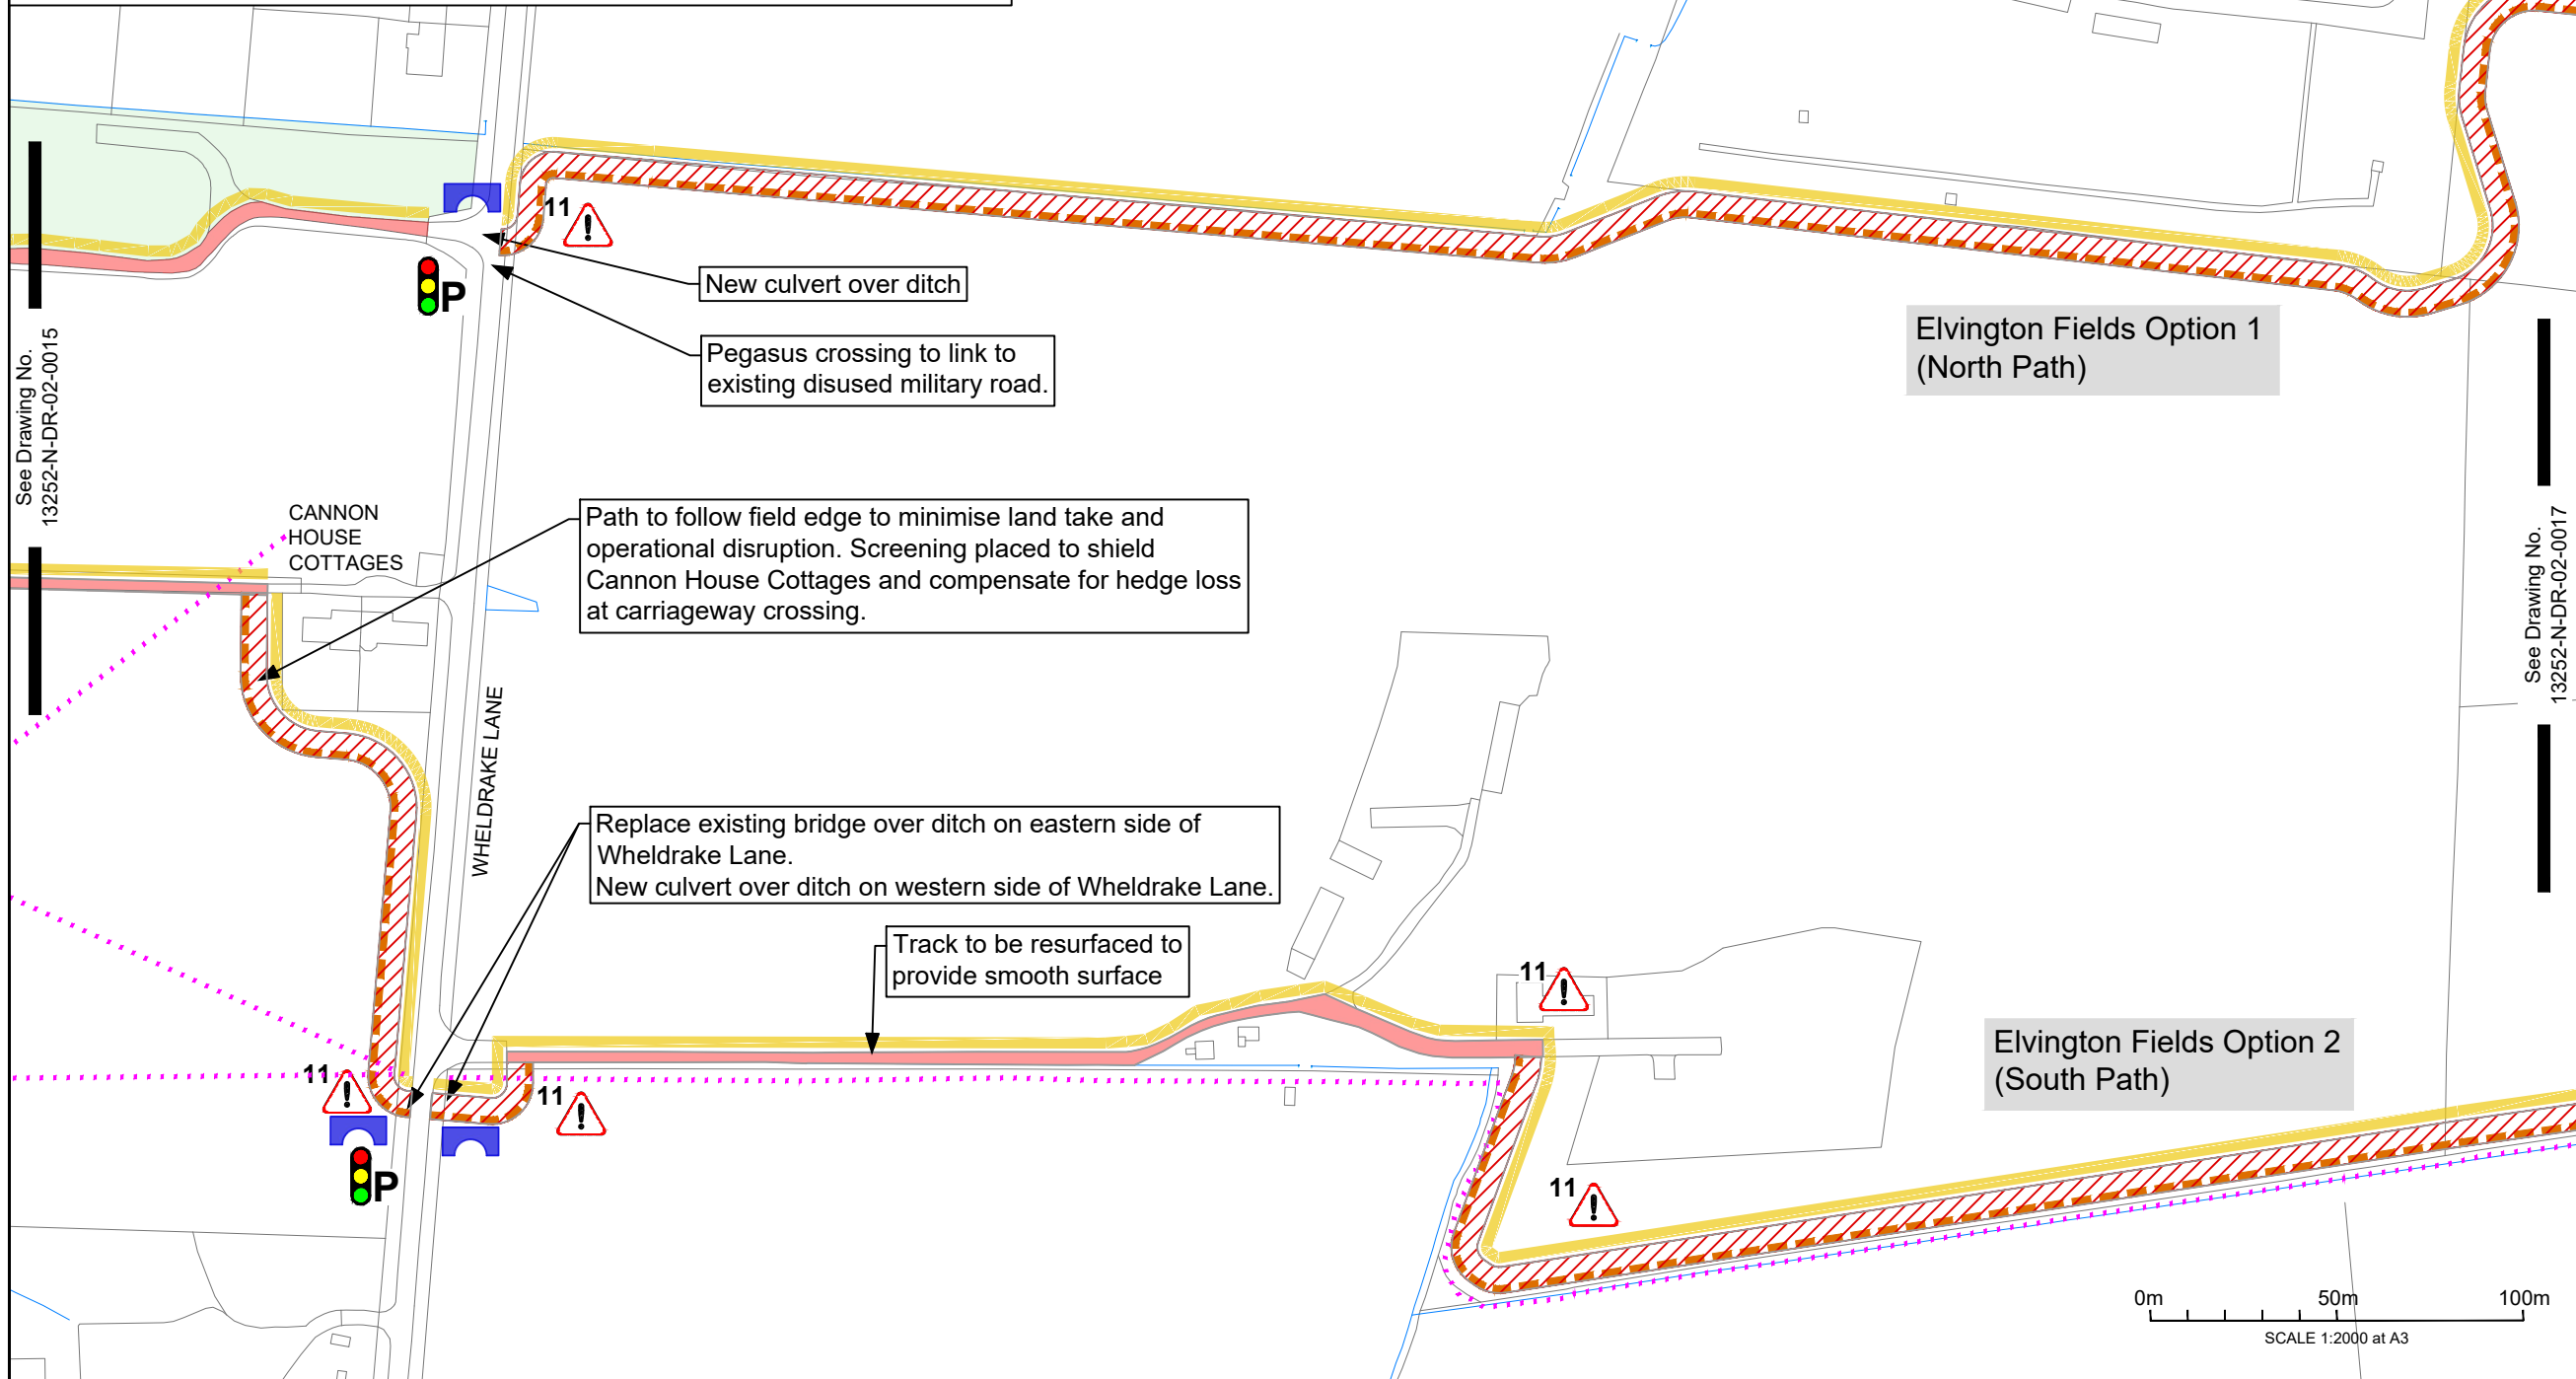 11
New culvert over ditch
P
Pegasus crossing to link to
existing disused military road.
Elvington Fields Option 1
(North Path)
See Drawing No.
13252-N-DR-02-0015
CANNON
HOUSE
COTTAGES
Path to follow field edge to minimise land take and
operational disruption. Screening placed to shield
Cannon House Cottages and compensate for hedge loss
at carriageway crossing.
See Drawing No.
13252-N-DR-02-0017
WHELDRAKE LANE
Replace existing bridge over ditch on eastern side of
Wheldrake Lane.
New culvert over ditch on western side of Wheldrake Lane.
Track to be resurfaced to
provide smooth surface
11
Elvington Fields Option 2
(South Path)
11
11
P
11
0m 50m 100m
SCALE 1:2000 at A3